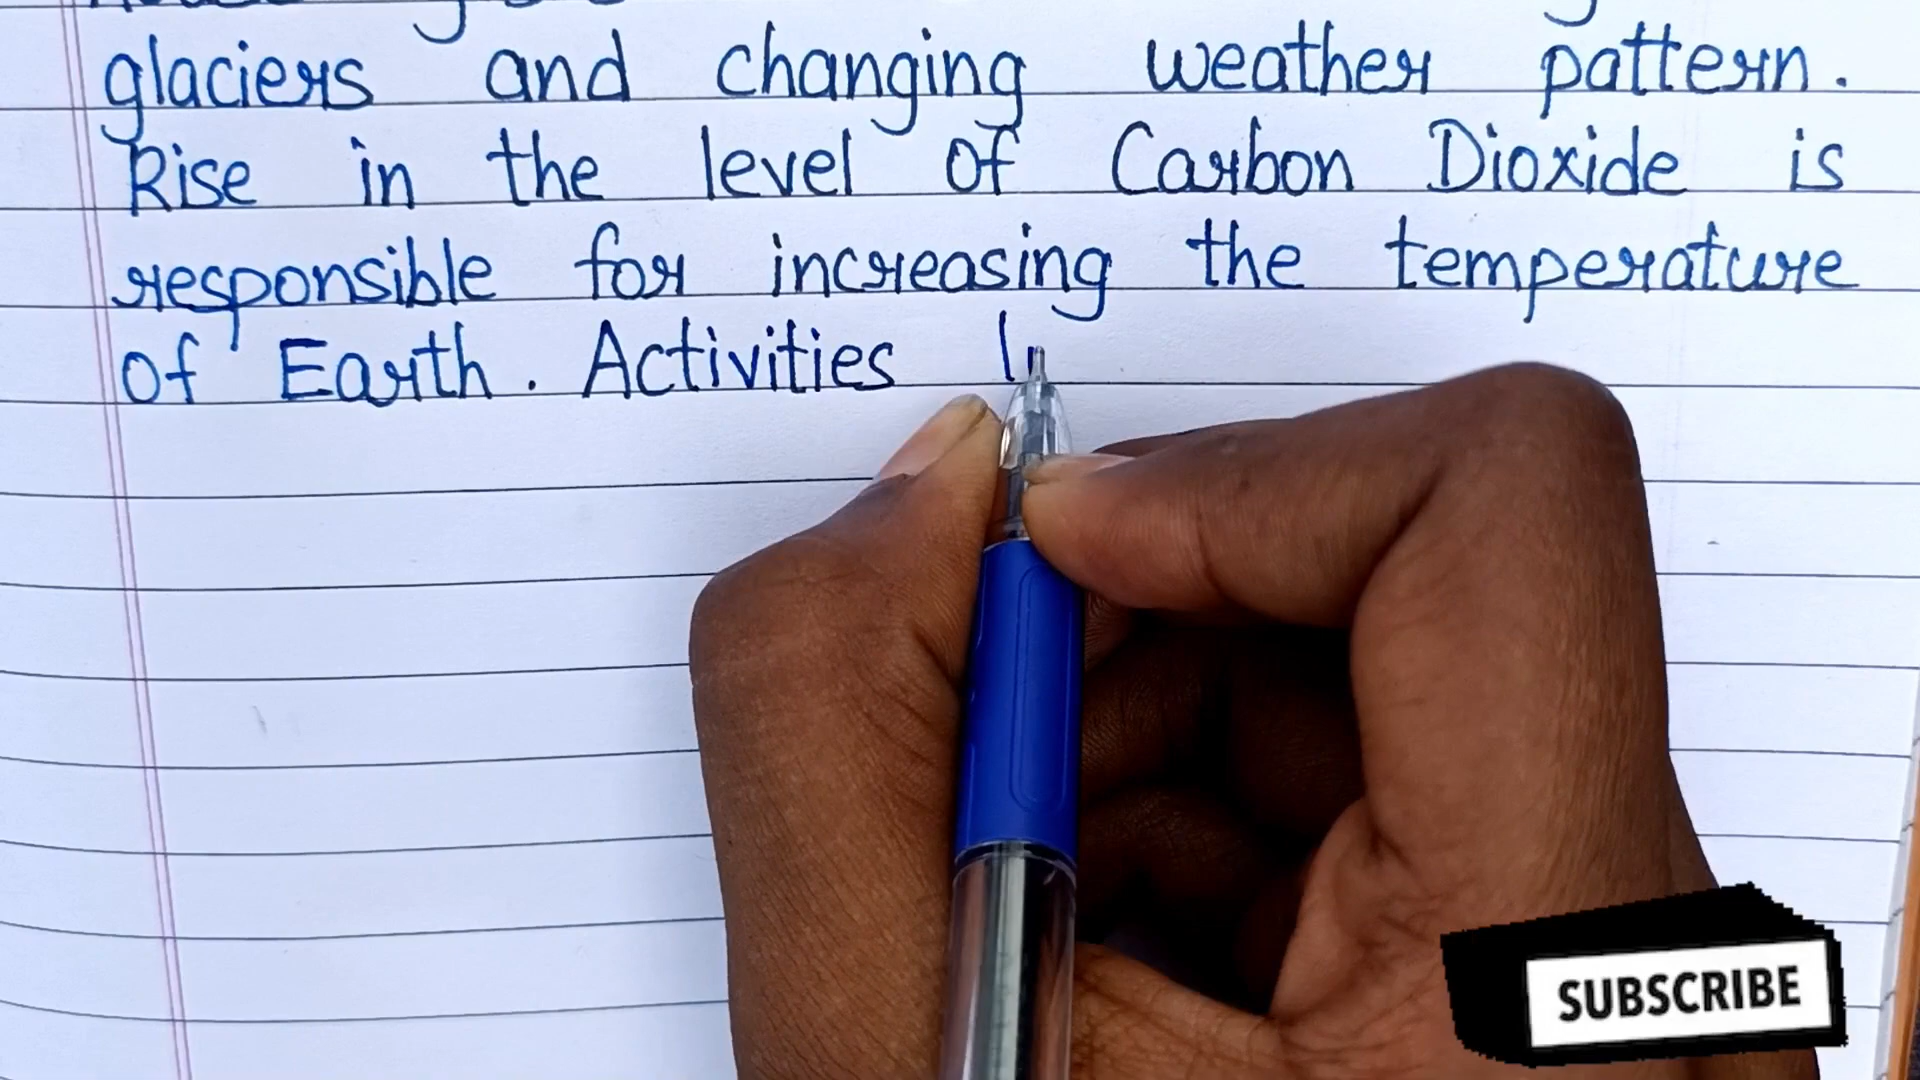 glaciers and changing weather pattern.
Rise in the level of Carbon Dioxide is
responsible for increasing the temperature
of Earth. Activities
SUBSCRIBE